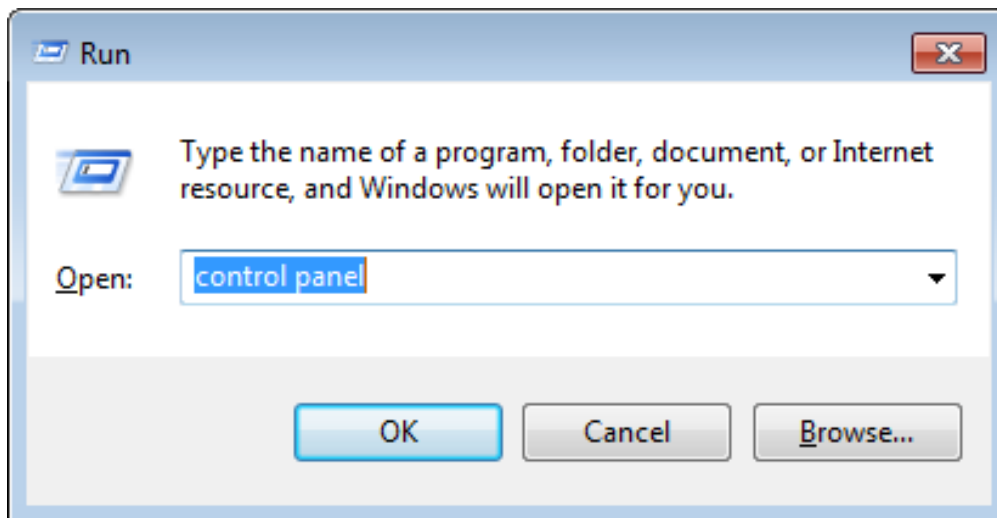 Run
Type the name of a program, folder, document, or Internet
resource, and Windows will open it for you.
Open: control panel
OK Cancel Browse...